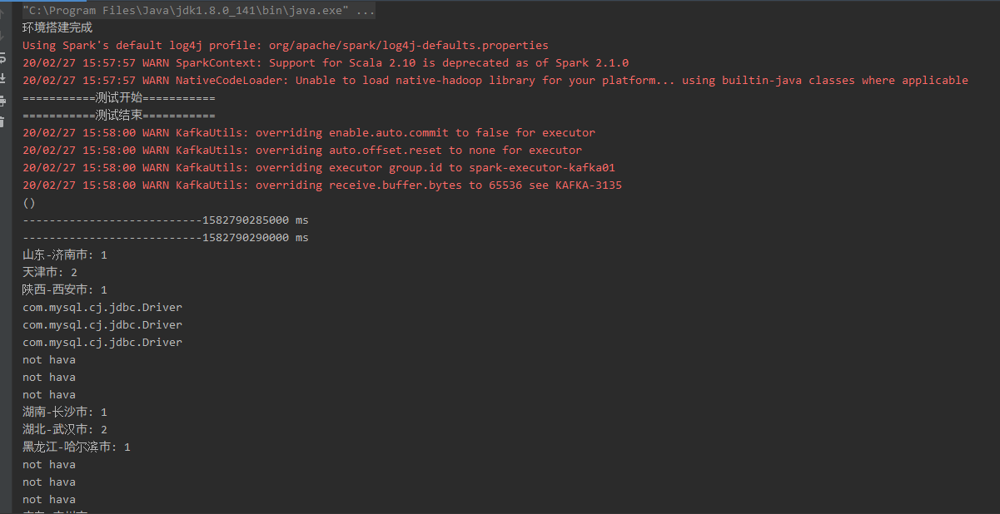 "C:\Program Files\Java\jdk1.8.0_141\bin\java.exe" ...
环境搭建完成
Using Spark's default log4j profile: org/apache/spark/log4j-defaults.properties
20/02/27 15:57:57 WARN SparkContext: Support for Scala 2.10 is deprecated as of Spark 2.1.0
20/02/27 15:57:57 WARN NativeCodeLoader: Unable to load native-hadoop library for your platform... using builtin-java classes where applicable
===========测试开始===========
===========测试结束===========
20/02/27 15:58:00 WARN KafkaUtils: overriding enable.auto.commit to false for executor
20/02/27 15:58:00 WARN KafkaUtils: overriding auto.offset.reset to none for executor
20/02/27 15:58:00 WARN KafkaUtils: overriding executor group.id to spark-executor-kafka01
20/02/27 15:58:00 WARN KafkaUtils: overriding receive.buffer.bytes to 65536 see KAFKA-3135
()
---------------------------1582790285000 ms
---------------------------1582790290000 ms
山东-济南市: 1
天津市: 2
陕西-西安市: 1
com.mysql.cj.jdbc.Driver
com.mysql.cj.jdbc.Driver
com.mysql.cj.jdbc.Driver
not hava
not hava
not hava
湖南-长沙市: 1
湖北-武汉市: 2
黑龙江-哈尔滨市: 1
not hava
not hava
not hava